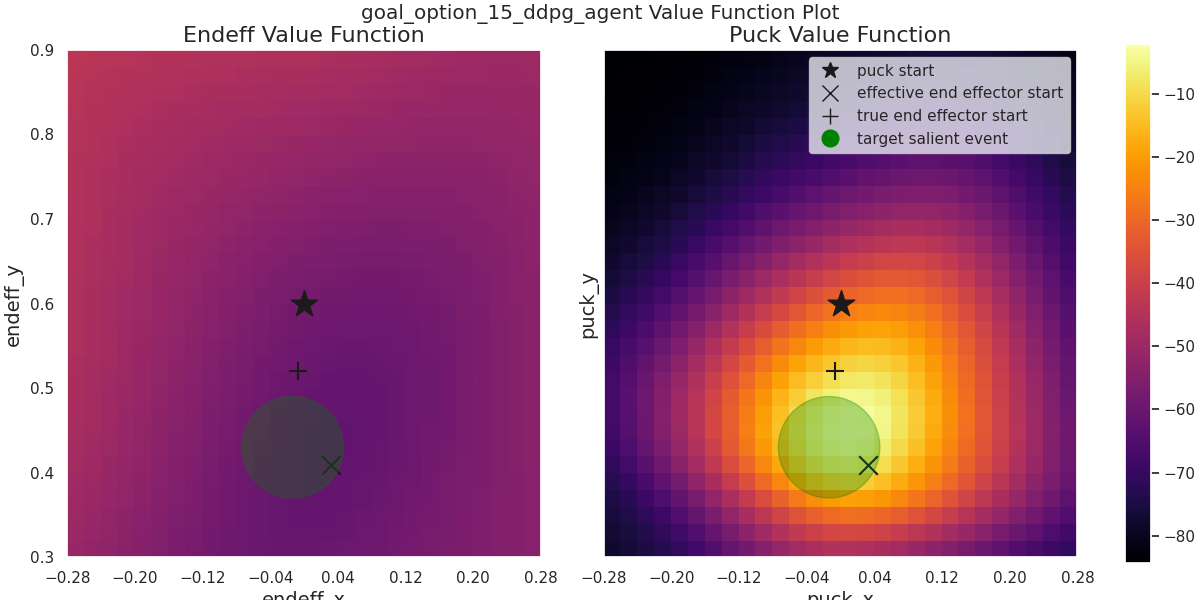 goal_option_15_ddpg_agent Value Function Plot
Endeff Value Function
Puck Value Function
puck start
effective end effector start
true end effector start
target salient event
endeff_y
0.9
0.8
0.7
0.6
0.5
0.4
0.3
−0.28 −0.20 −0.12 −0.04 0.04 0.12 0.20 0.28
endeff_x
puck_y
−0.28 −0.20 −0.12 −0.04 0.04 0.12 0.20 0.28
puck_x
−10
−20
−30
−40
−50
−60
−70
−80